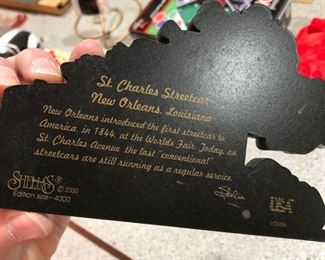 St. Charles Streetcar
New Orleans, Louisiana
New Orleans introduced the first streetcar to
America, in 1844, at the Worlds Fair. Today, on
St. Charles Avenue, the last "conventional"
streetcars are still running as a regular service.
Shelia
SHELIA'S® © 2000
Edition size-4000